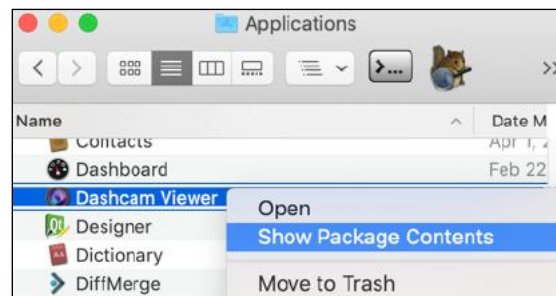 Applications
Name Date M
Contacts Apr 1, 2
Dashboard Feb 22
Dashcam Viewer
Open
Designer
Show Package Contents
Dictionary
DiffMerge
Move to Trash